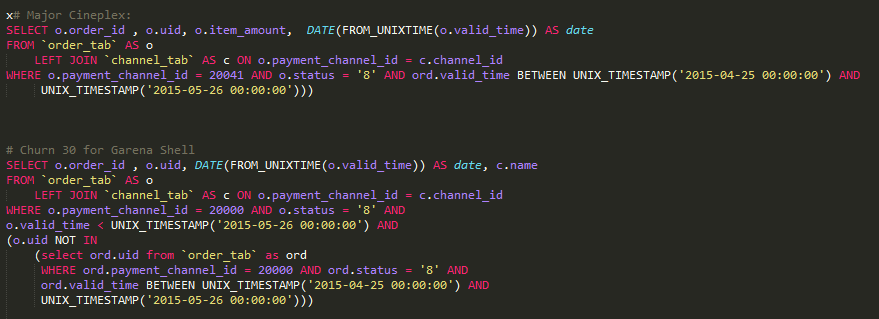 x# Major Cineplex:
SELECT o.order_id , o.uid, o.item_amount,  DATE(FROM_UNIXTIME(o.valid_time)) AS date
FROM `order_tab` AS o
    LEFT JOIN `channel_tab` AS c ON o.payment_channel_id = c.channel_id
WHERE o.payment_channel_id = 20041 AND o.status = '8' AND ord.valid_time BETWEEN UNIX_TIMESTAMP('2015-04-25 00:00:00') AND
     UNIX_TIMESTAMP('2015-05-26 00:00:00')))
# Churn 30 for Garena Shell
SELECT o.order_id , o.uid, DATE(FROM_UNIXTIME(o.valid_time)) AS date, c.name
FROM `order_tab` AS o
    LEFT JOIN `channel_tab` AS c ON o.payment_channel_id = c.channel_id
WHERE o.payment_channel_id = 20000 AND o.status = '8' AND
o.valid_time < UNIX_TIMESTAMP('2015-05-26 00:00:00') AND
(o.uid NOT IN
    (select ord.uid from `order_tab` as ord
     WHERE ord.payment_channel_id = 20000 AND ord.status = '8' AND
     ord.valid_time BETWEEN UNIX_TIMESTAMP('2015-04-25 00:00:00') AND
     UNIX_TIMESTAMP('2015-05-26 00:00:00')))